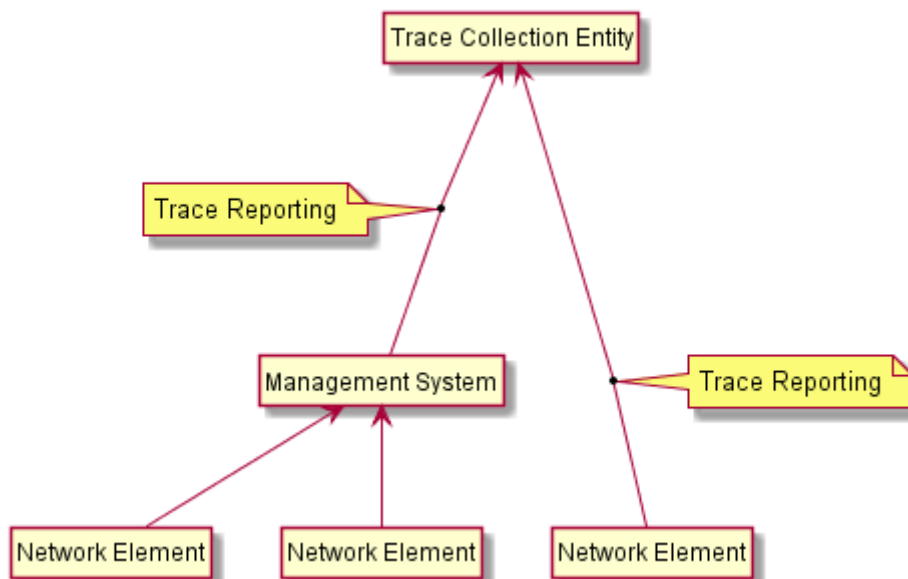 Trace Collection Entity
Trace Reporting
Management System
Trace Reporting
Network Element
Network Element
Network Element